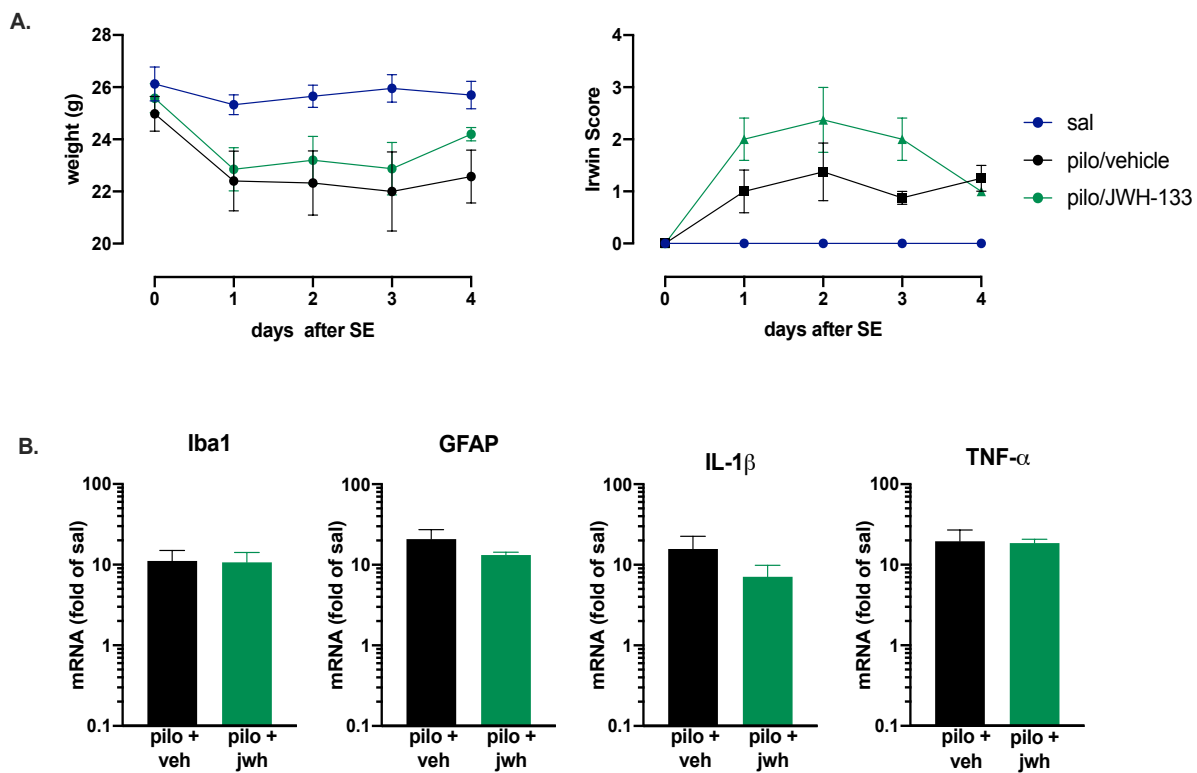 A.
28
26
24
22
20
weight (g)
0 1 2 3 4
days after SE
4
3
2
1
0
Irwin Score
0 1 2 3 4
days after SE
sal
pilo/vehicle
pilo/JWH-133
B.
Iba1
100
10
1
0.1
mRNA (fold of sal)
pilo + pilo +
veh jwh
GFAP
100
10
1
0.1
mRNA (fold of sal)
pilo + pilo +
veh jwh
IL-1β
100
10
1
0.1
mRNA (fold of sal)
pilo + pilo +
veh jwh
TNF-α
100
10
1
0.1
mRNA (fold of sal)
pilo + pilo +
veh jwh